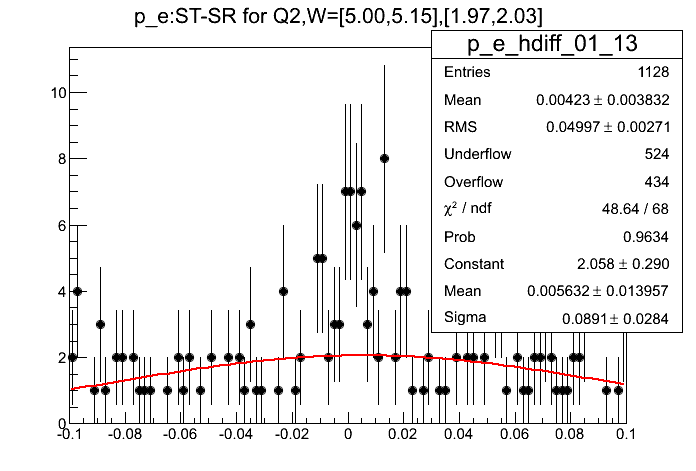 p_e:ST-SR for Q2,W=[5.00,5.15],[1.97,2.03]
p_e_hdiff_01_13
Entries 1128
Mean 0.00423 ± 0.003832
RMS 0.04997 ± 0.00271
Underflow 524
Overflow 434
χ² / ndf 48.64 / 68
Prob 0.9634
Constant 2.058 ± 0.290
Mean 0.005632 ± 0.013957
Sigma 0.0891 ± 0.0284
10
8
6
4
2
0
-0.1 -0.08 -0.06 -0.04 -0.02 0 0.02 0.04 0.06 0.08 0.1